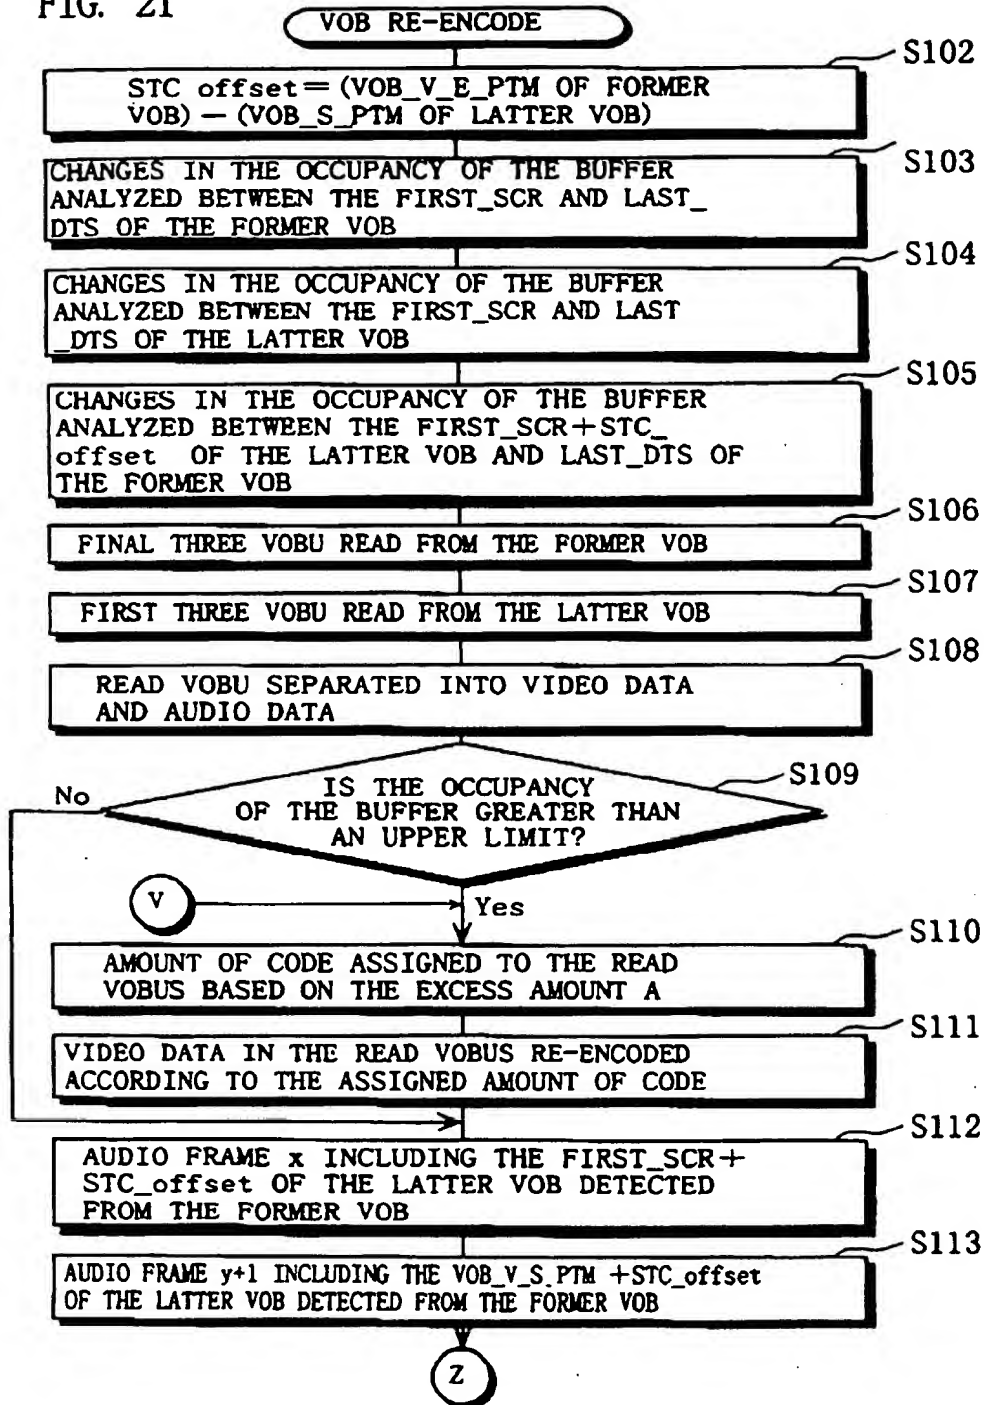 FIG. 21
VOB RE-ENCODE
S102
STC offset=(VOB_V_E_PTM OF FORMER
VOB)-(VOB_S_PTM OF LATTER VOB)
S103
CHANGES IN THE OCCUPANCY OF THE BUFFER
ANALYZED BETWEEN THE FIRST_SCR AND LAST_
DTS OF THE FORMER VOB
S104
CHANGES IN THE OCCUPANCY OF THE BUFFER
ANALYZED BETWEEN THE FIRST_SCR AND LAST
_DTS OF THE LATTER VOB
S105
CHANGES IN THE OCCUPANCY OF THE BUFFER
ANALYZED BETWEEN THE FIRST_SCR+STC_
offset OF THE LATTER VOB AND LAST_DTS OF
THE FORMER VOB
S106
FINAL THREE VOBU READ FROM THE FORMER VOB
S107
FIRST THREE VOBU READ FROM THE LATTER VOB
S108
READ VOBU SEPARATED INTO VIDEO DATA
AND AUDIO DATA
S109
IS THE OCCUPANCY
OF THE BUFFER GREATER THAN
AN UPPER LIMIT?
No
V
Yes
S110
AMOUNT OF CODE ASSIGNED TO THE READ
VOBUS BASED ON THE EXCESS AMOUNT A
S111
VIDEO DATA IN THE READ VOBUS RE-ENCODED
ACCORDING TO THE ASSIGNED AMOUNT OF CODE
S112
AUDIO FRAME x INCLUDING THE FIRST_SCR+
STC_offset OF THE LATTER VOB DETECTED
FROM THE FORMER VOB
S113
AUDIO FRAME y+1 INCLUDING THE VOB_V_S_PTM +STC_offset
OF THE LATTER VOB DETECTED FROM THE FORMER VOB
Z